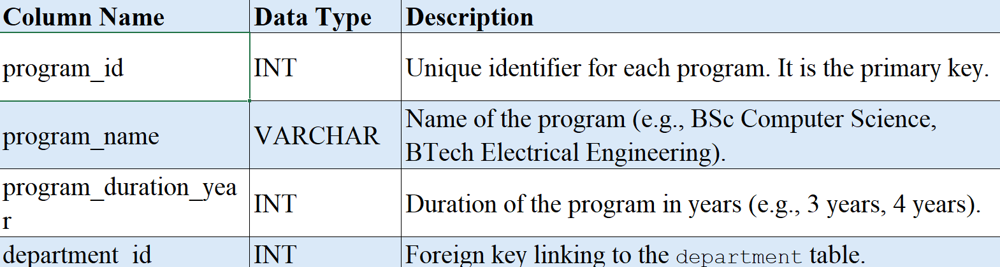 Column Name Data Type Description
program_id INT Unique identifier for each program. It is the primary key.
program_name VARCHAR Name of the program (e.g., BSc Computer Science,
BTech Electrical Engineering).
program_duration_yea
r INT Duration of the program in years (e.g., 3 years, 4 years).
department_id INT Foreign key linking to the department table.